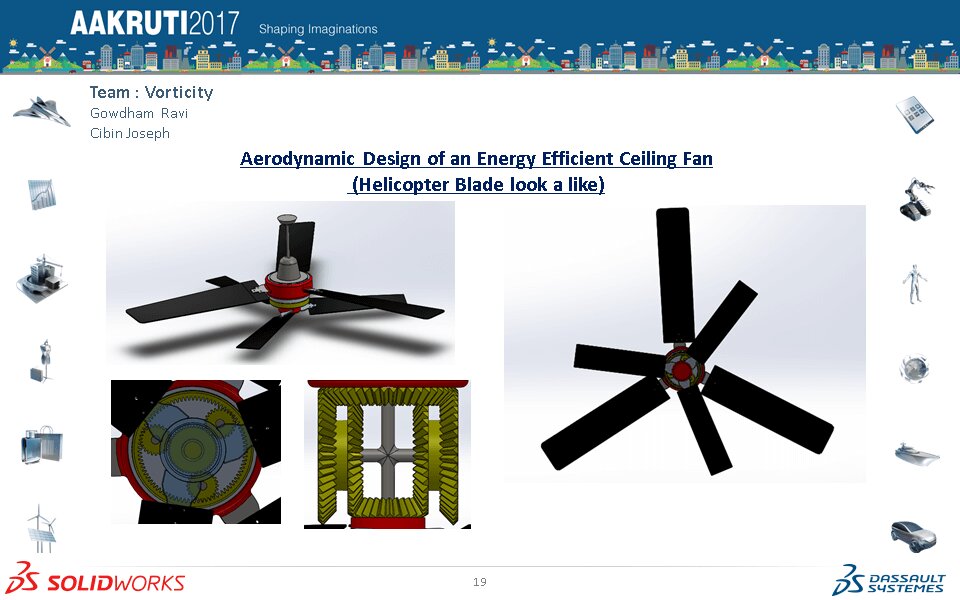 AAKRUTI2017 Shaping Imaginations
Team : Vorticity
Gowdham Ravi
Cibin Joseph
Aerodynamic Design of an Energy Efficient Ceiling Fan
(Helicopter Blade look a like)
SOLIDWORKS
19
DASSAULT
SYSTEMES